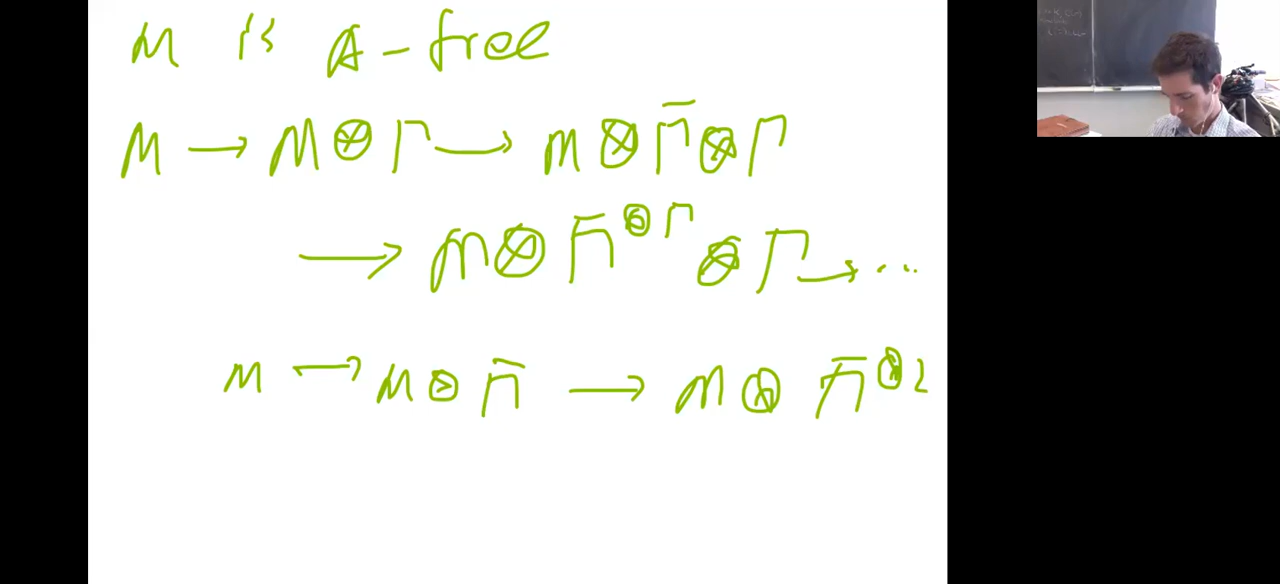 M is A-free
M → M ⊗ Γ → M ⊗ Γ̄ ⊗ Γ
→ M ⊗ Γ̄^{⊗Γ} ⊗ Γ → ...
M → M ⊗ Γ̄ → M ⊗ Γ̄^{⊗2}